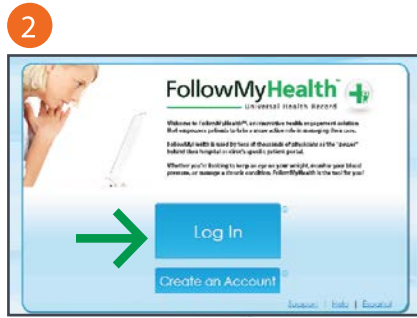 2
FollowMyHealth™
Universal Health Record
Welcome to FollowMyHealth™, an innovative health engagement solution
that empowers patients to take a more active role in managing their care.
FollowMyHealth is used by tens of thousands of physicians as the "power"
behind their hospital or clinic's specific patient portal.
Whether you're looking to keep an eye on your weight, monitor your blood
pressure, or manage a chronic condition, FollowMyHealth is the tool for you!
Log In
Create an Account
Support | Help | Español